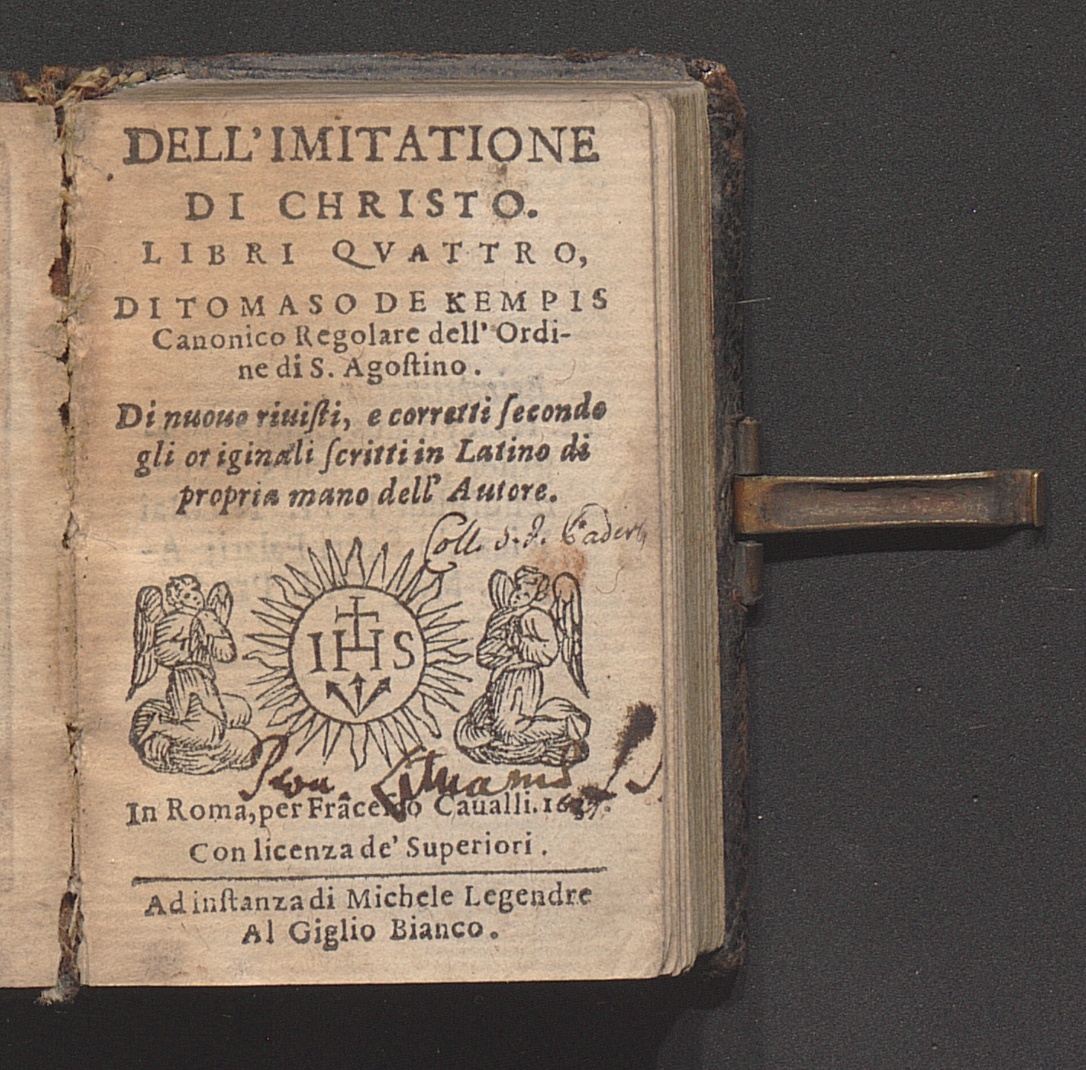 DELL'IMITATIONE
DI CHRISTO.
LIBRI QVATTRO,
DI TOMASO DE KEMPIS
Canonico Regolare dell' Ordi-
ne di S. Agoſtino.
Di nuouo riuiſti, e corretti ſecondo
gli originali ſcritti in Latino di
propria mano dell' Autore.
Coll. S. J.
IHS
In Roma, per Frãceſco Caualli.
Con licenza de' Superiori.
Ad inſtanza di Michele Legendre
Al Giglio Bianco.